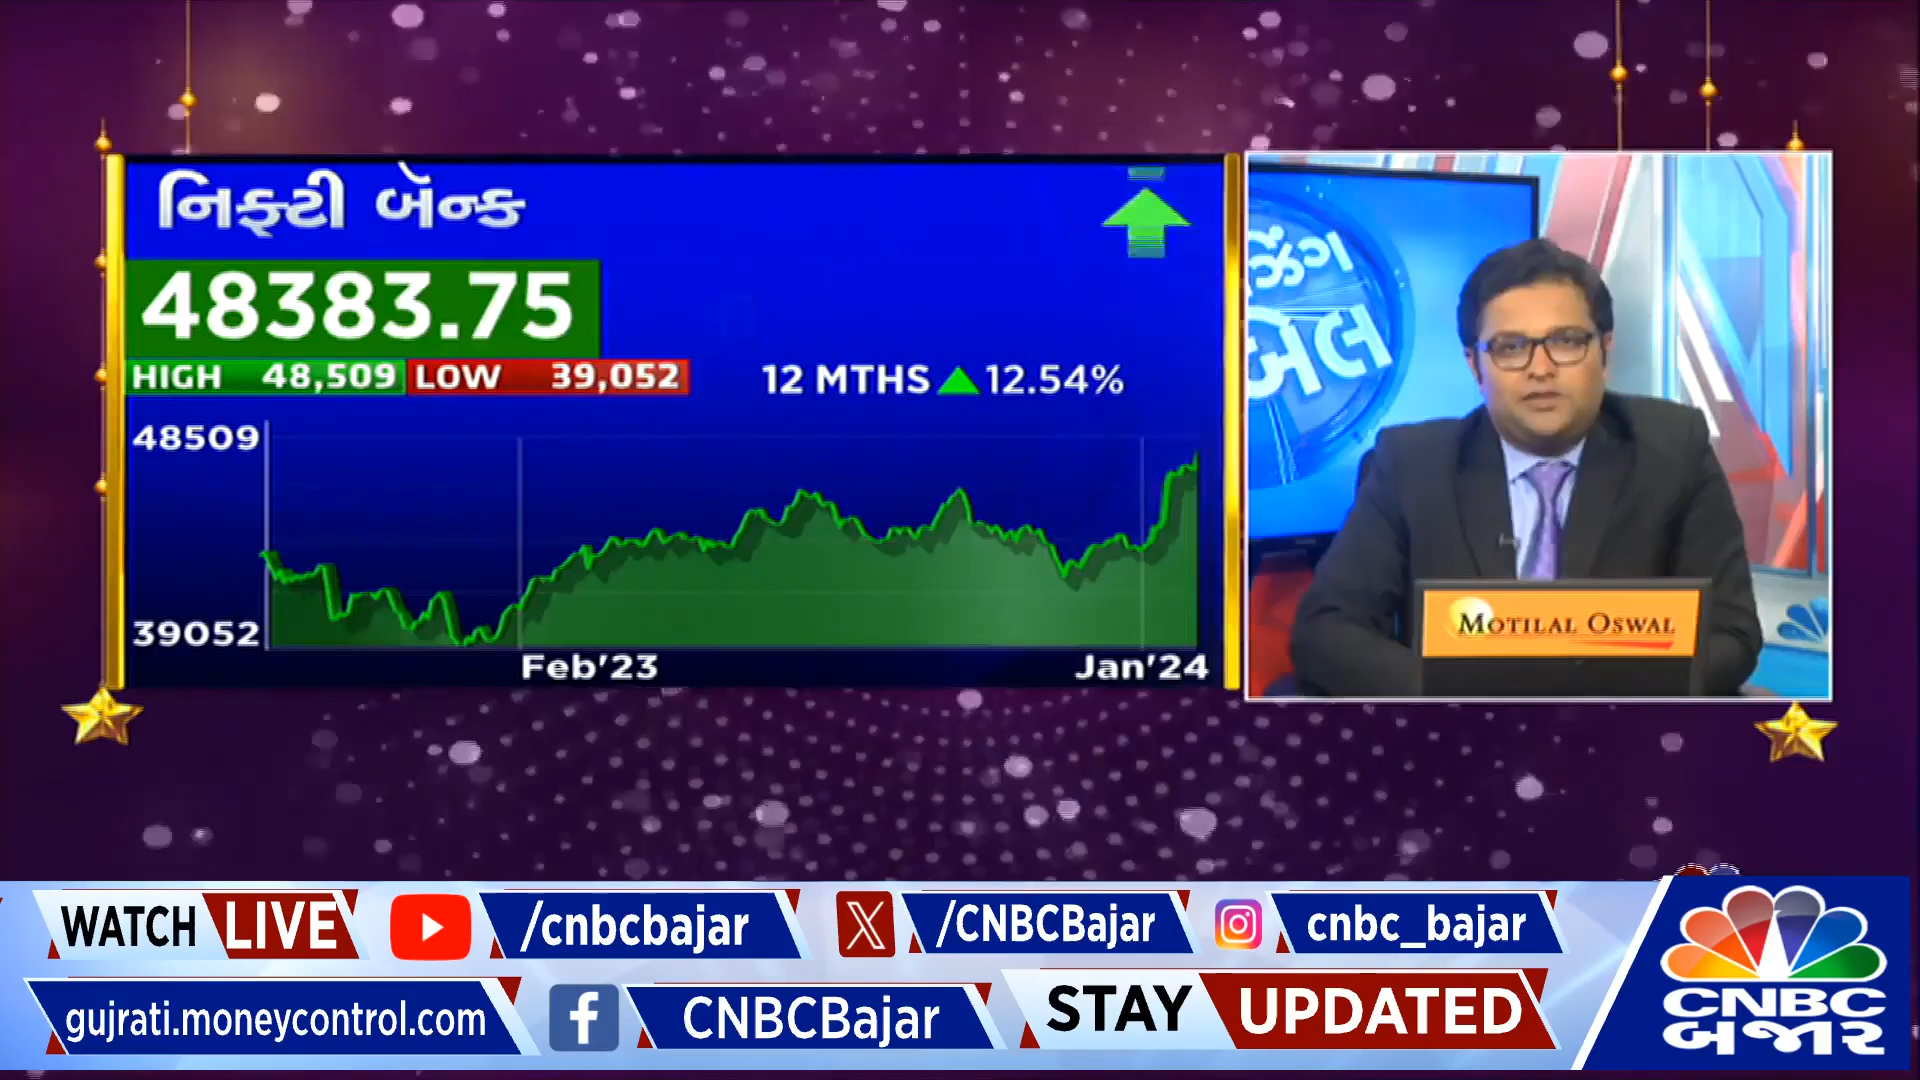 નિફ્ટી બૅન્ક
48383.75
HIGH 48,509 LOW 39,052
12 MTHS 12.54%
48509
39052
Feb'23
Jan'24
MOTILAL OSWAL
WATCH LIVE
/cnbcbajar
/CNBCBajar
cnbc_bajar
gujrati.moneycontrol.com
CNBCBajar
STAY UPDATED
CNBC
બજાર